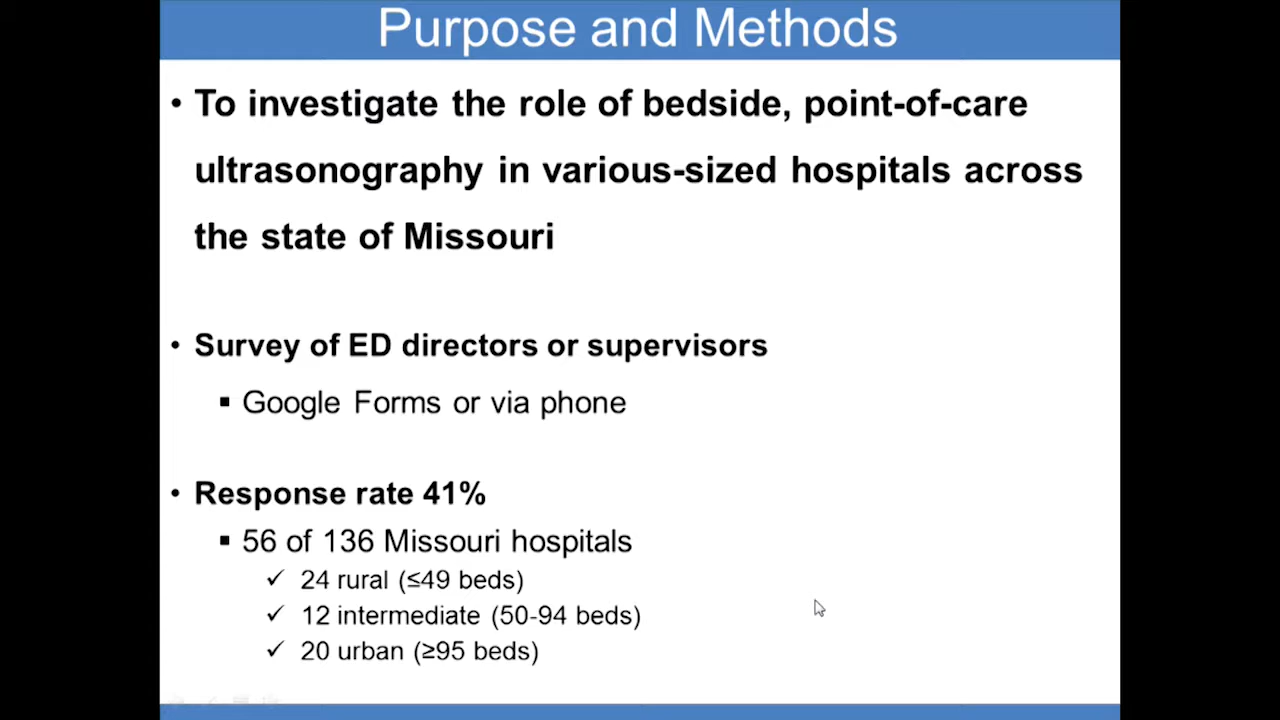 Purpose and Methods
• To investigate the role of bedside, point-of-care
ultrasonography in various-sized hospitals across
the state of Missouri
• Survey of ED directors or supervisors
▪ Google Forms or via phone
• Response rate 41%
▪ 56 of 136 Missouri hospitals
✓ 24 rural (≤49 beds)
✓ 12 intermediate (50-94 beds)
✓ 20 urban (≥95 beds)